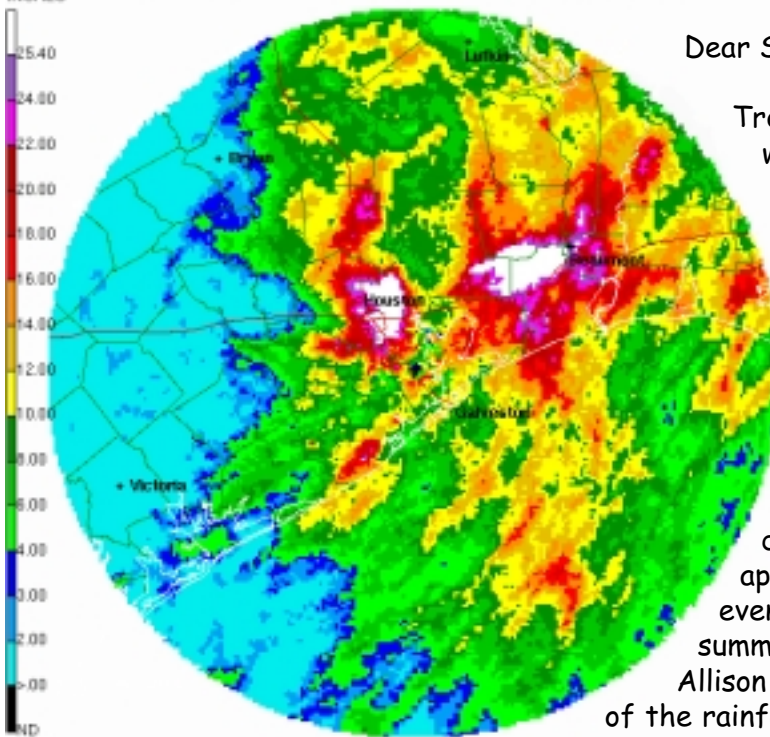 25.40
24.00
22.00
20.00
18.00
16.00
14.00
12.00
10.00
8.00
6.00
4.00
3.00
2.00
>.00
ND
Lufkin
Bryan
Beaumont
Houston
Galveston
Victoria
Dear S
Tro
w
o
ap
even
summ
Allison
of the rainf